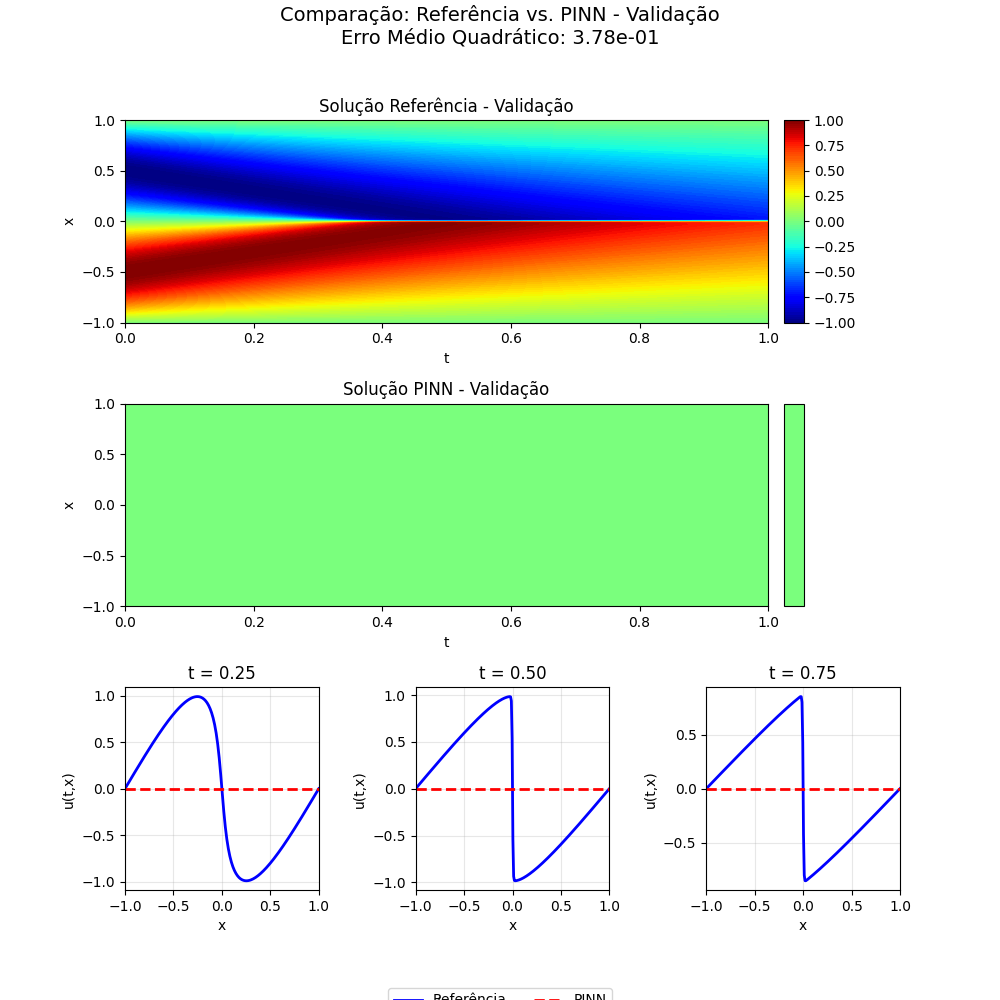 Comparação: Referência vs. PINN - Validação
Erro Médio Quadrático: 3.78e-01
Solução Referência - Validação
1.0
0.5
0.0
−0.5
−1.0
x
0.0 0.2 0.4 0.6 0.8 1.0
t
1.00
0.75
0.50
0.25
0.00
−0.25
−0.50
−0.75
−1.00
Solução PINN - Validação
1.0
0.5
0.0
−0.5
−1.0
x
0.0 0.2 0.4 0.6 0.8 1.0
t
t = 0.25
1.0
0.5
0.0
−0.5
−1.0
u(t,x)
−1.0 −0.5 0.0 0.5 1.0
x
t = 0.50
1.0
0.5
0.0
−0.5
−1.0
u(t,x)
−1.0 −0.5 0.0 0.5 1.0
x
t = 0.75
0.5
0.0
−0.5
u(t,x)
−1.0 −0.5 0.0 0.5 1.0
x
Referência PINN